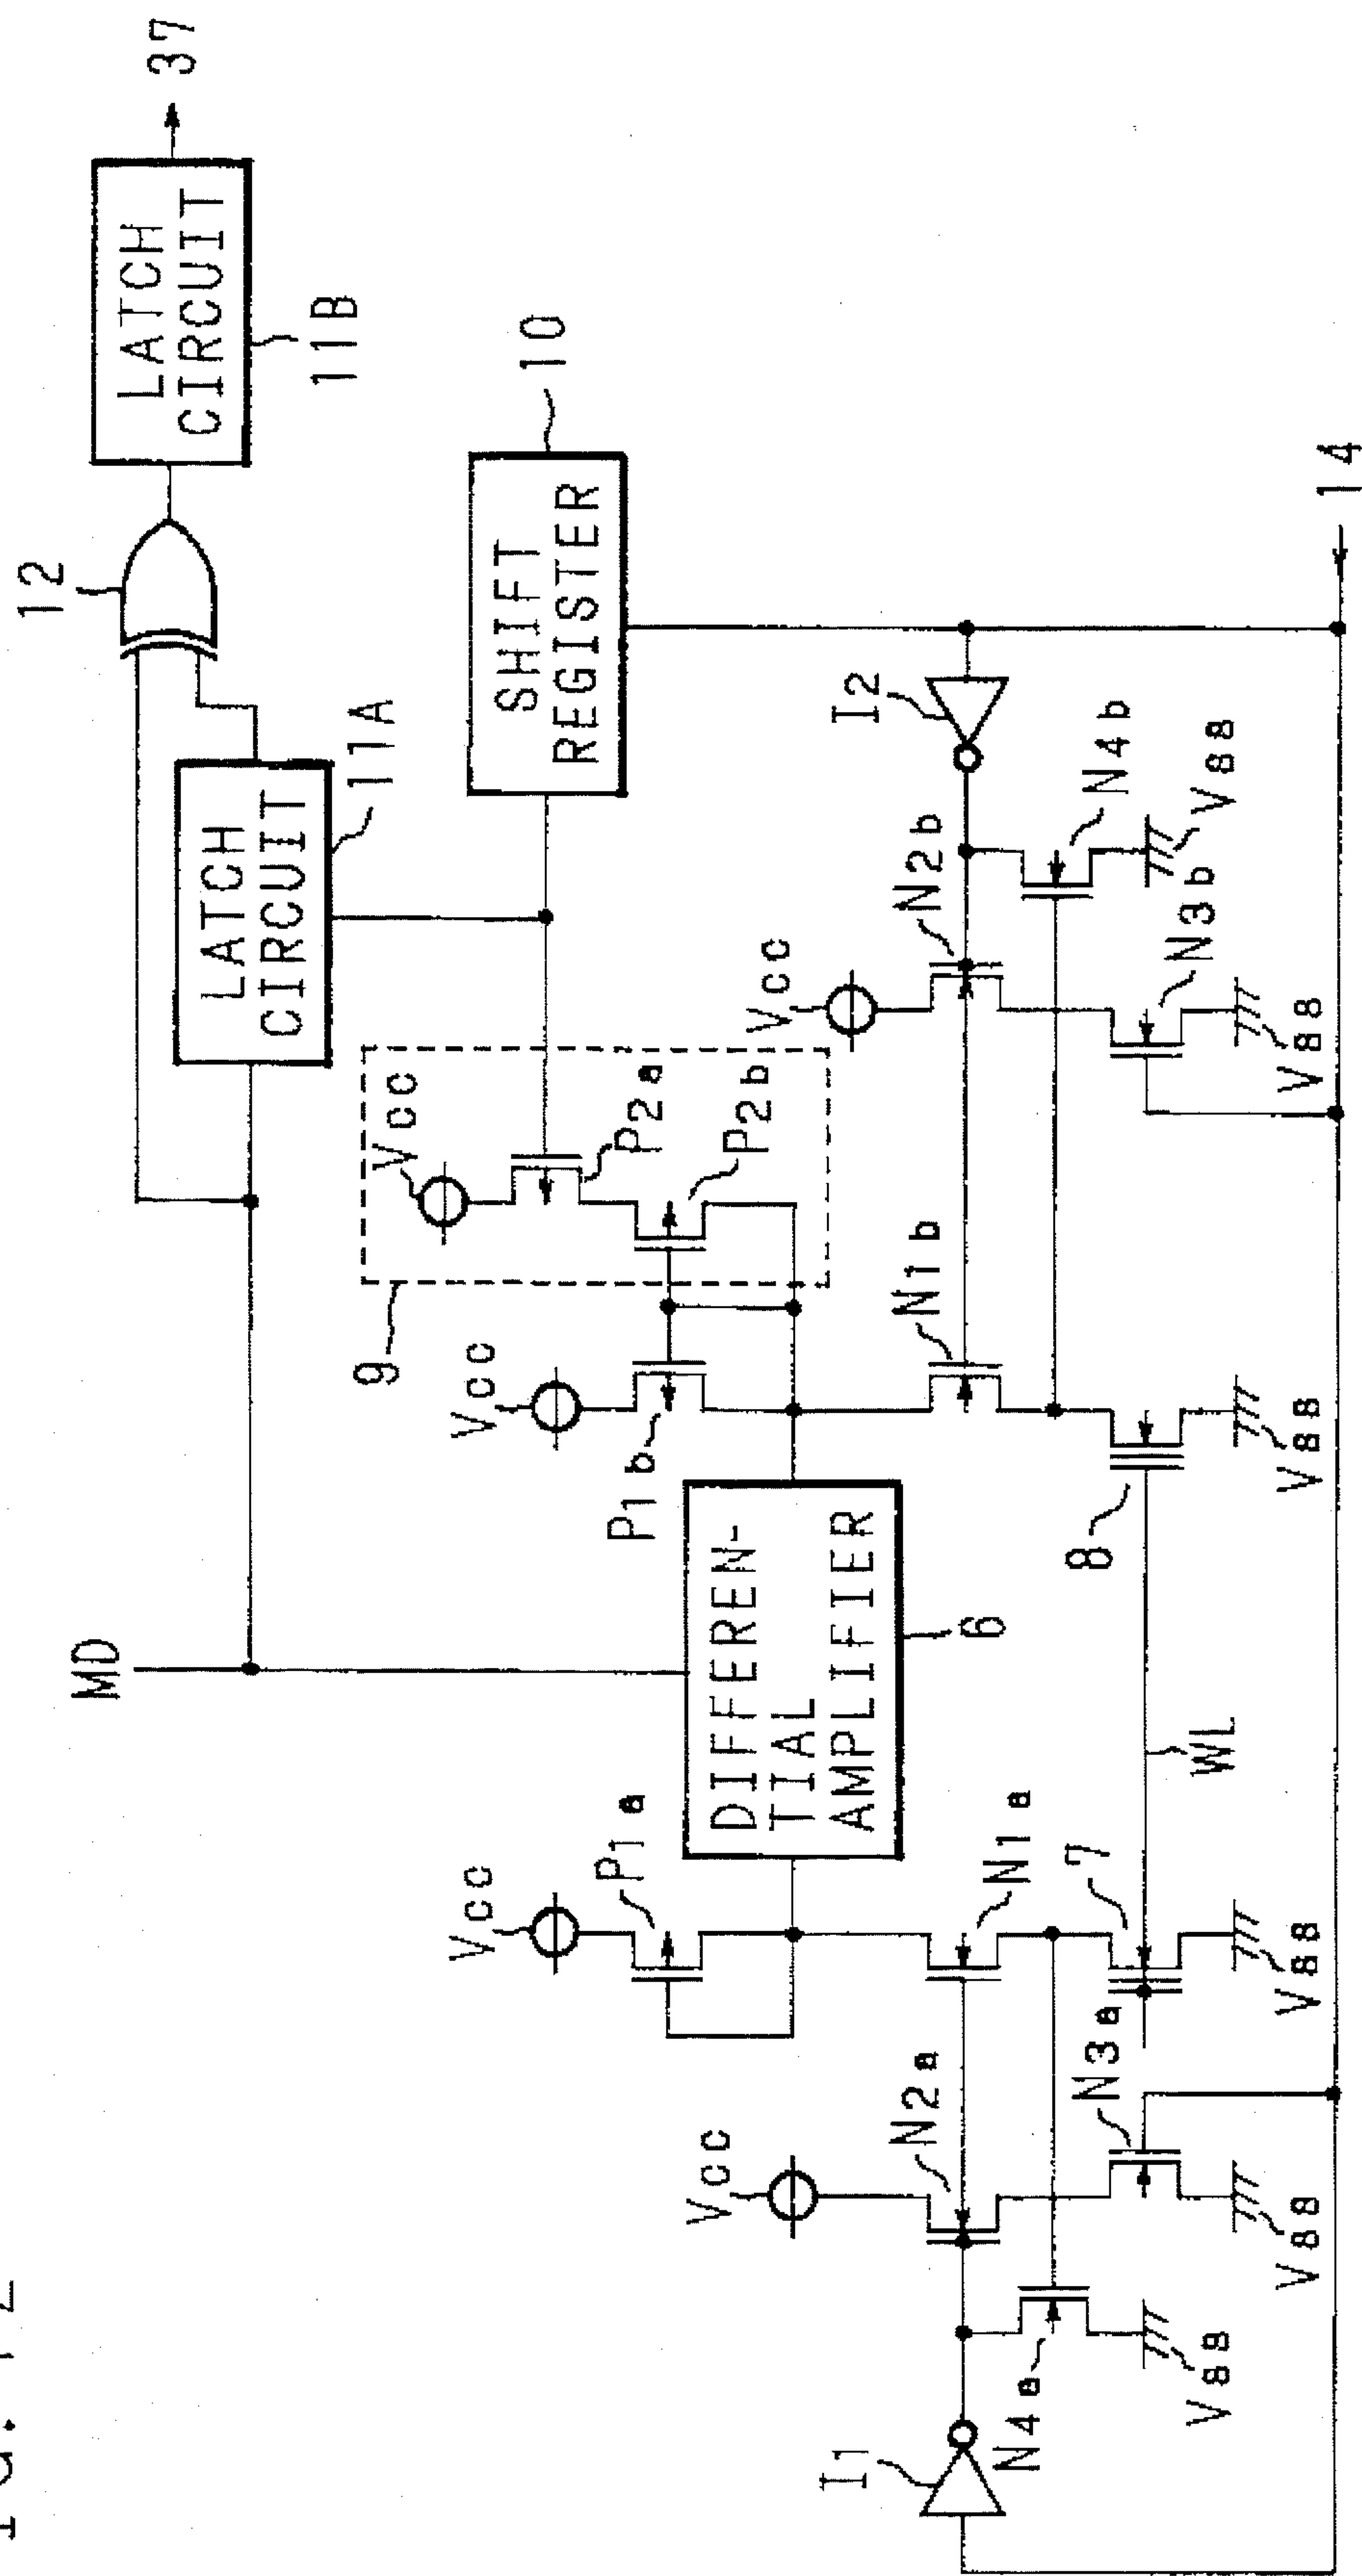 37
LATCH
CIRCUIT
11B
12
LATCH
CIRCUIT
11A
SHIFT
REGISTER
10
MD
9
Vcc
P2a
P2b
Vcc
P1b
DIFFEREN-
TIAL
AMPLIFIER
6
Vcc
P1a
Vcc
N2a
N1a
I1
N4a
N3a
7
WL
8
N1b
Vcc
N2b
I2
N4b
N3b
Vss
Vss
Vss
Vss
Vss
Vss
14